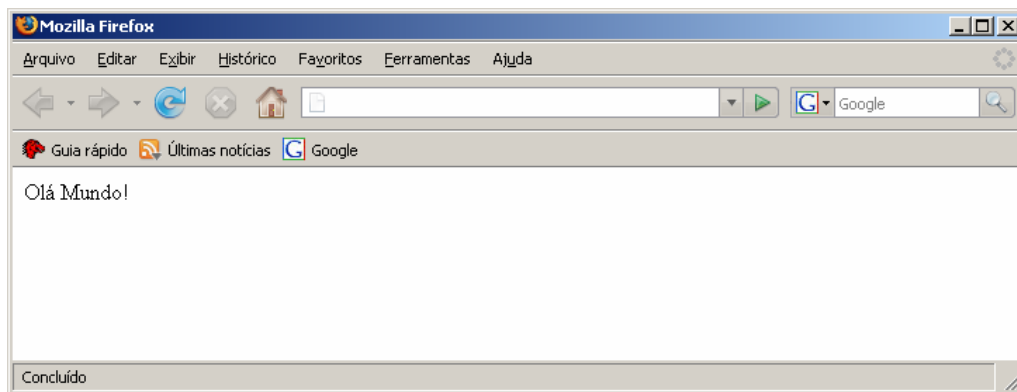 Mozilla Firefox
Arquivo Editar Exibir Histórico Favoritos Ferramentas Ajuda
G Google
Guia rápido Últimas notícias G Google
Olá Mundo!
Concluído